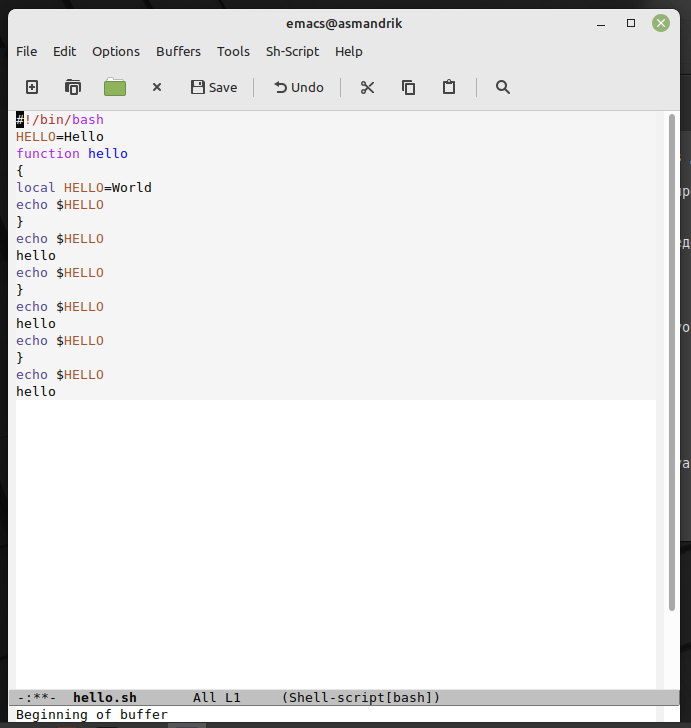 emacs@asmandrik
File Edit Options Buffers Tools Sh-Script Help
Save Undo
#!/bin/bash
HELLO=Hello
function hello
{
local HELLO=World
echo $HELLO
}
echo $HELLO
hello
echo $HELLO
}
echo $HELLO
hello
echo $HELLO
}
echo $HELLO
hello
-:**- hello.sh All L1 (Shell-script[bash])
Beginning of buffer